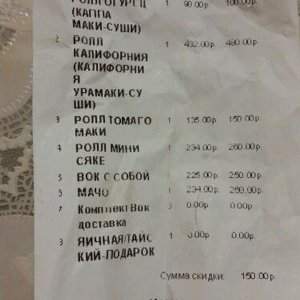 РОЛЛ ОГУРЕЦ 1 90.00р. 100.00р.
(КАППА
МАКИ-СУШИ)
2 РОЛЛ 1 432.00р. 480.00р.
КАЛИФОРНИЯ
(КАЛИФОРНИ
Я
УРАМАКИ-СУ
ШИ)
3 РОЛЛ ТОМАГО 1 135.00р. 150.00р.
МАКИ
4 РОЛЛ МИНИ 1 234.00р. 260.00р.
СЯКЕ
5 ВОК С СОБОЙ 1 225.00р. 250.00р.
6 МАЧО 1 234.00р. 260.00р.
7 Комплект Вок 3 0.00р. 0.00р.
доставка
8 ЯИЧНАЯ/ТАЙС 1 0.00р. 0.00р.
КИЙ-ПОДАРОК
Сумма скидки: 150.00р.